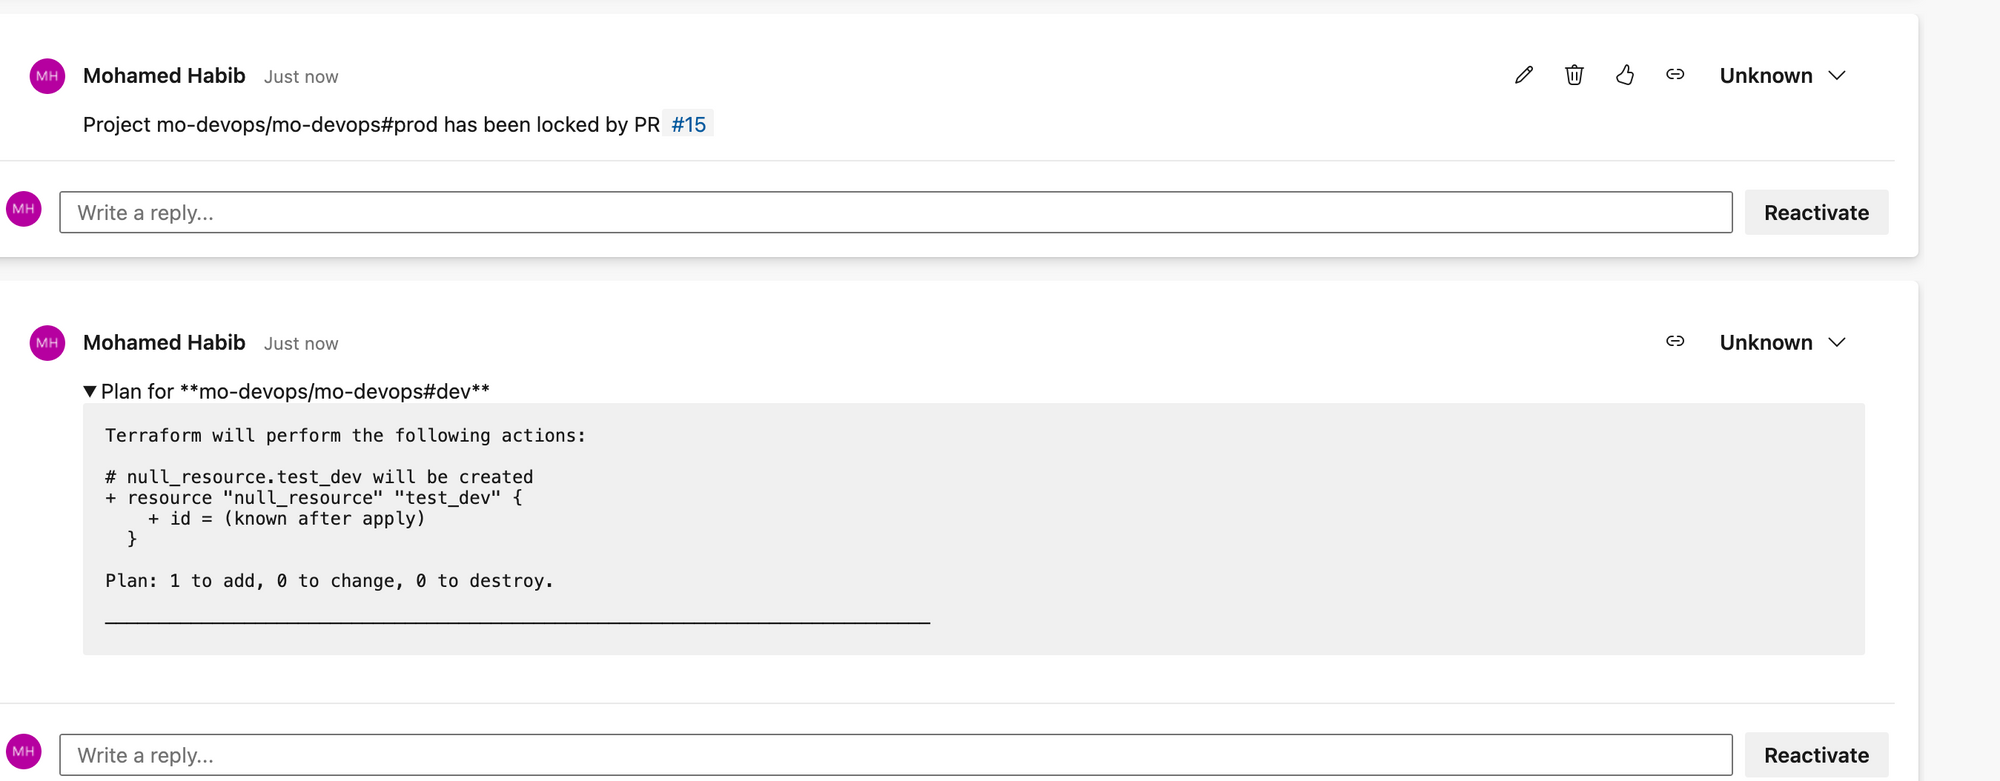 MH Mohamed Habib Just now Unknown
Project mo-devops/mo-devops#prod has been locked by PR #15
MH Write a reply... Reactivate
MH Mohamed Habib Just now Unknown
▼ Plan for **mo-devops/mo-devops#dev**
Terraform will perform the following actions:
# null_resource.test_dev will be created
+ resource "null_resource" "test_dev" {
+ id = (known after apply)
}
Plan: 1 to add, 0 to change, 0 to destroy.
MH Write a reply... Reactivate